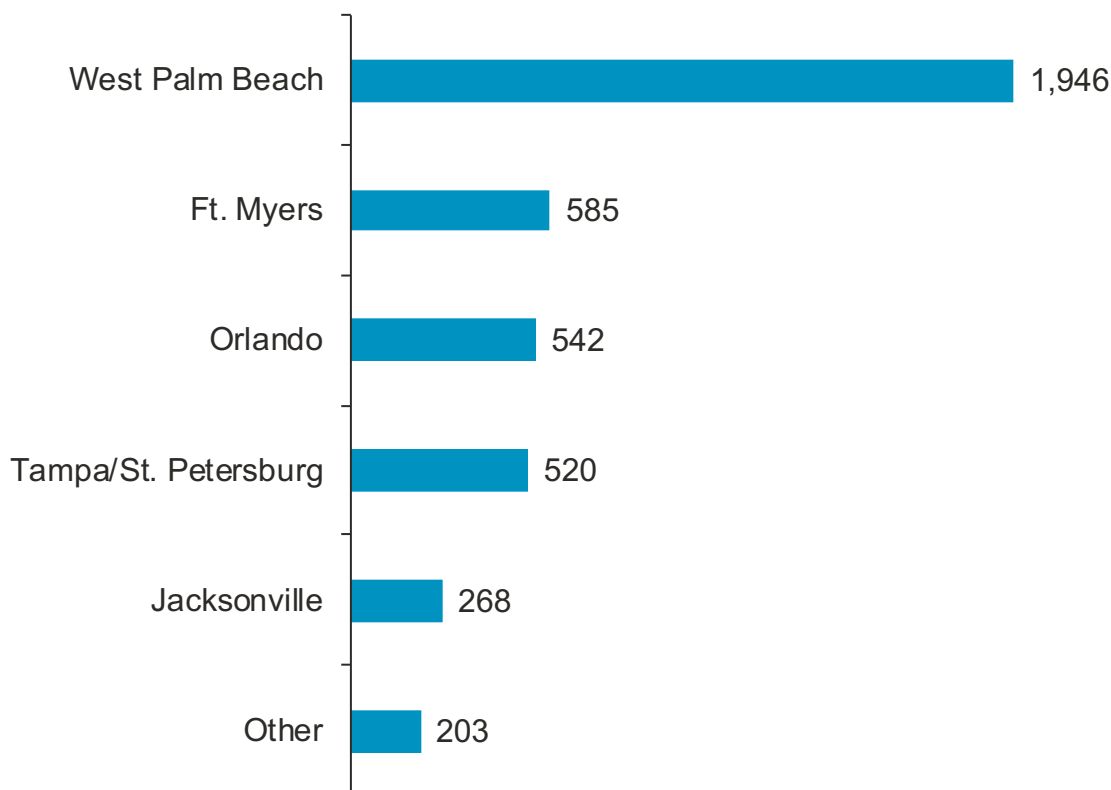 West Palm Beach 1,946
Ft. Myers 585
Orlando 542
Tampa/St. Petersburg 520
Jacksonville 268
Other 203